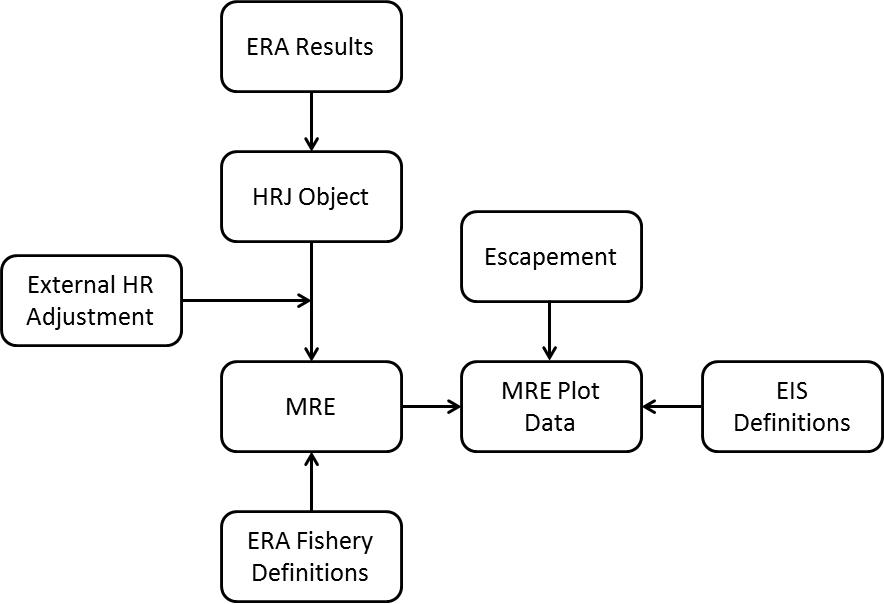 ERA Results
HRJ Object
Escapement
External HR
Adjustment
MRE
MRE Plot
Data
EIS
Definitions
ERA Fishery
Definitions